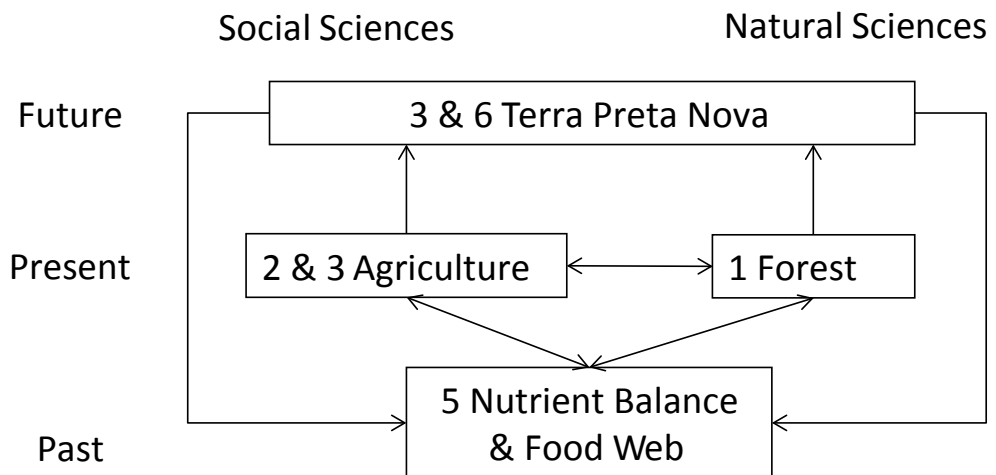 Social Sciences
Natural Sciences
Future
3 & 6 Terra Preta Nova
Present
2 & 3 Agriculture
1 Forest
5 Nutrient Balance
& Food Web
Past